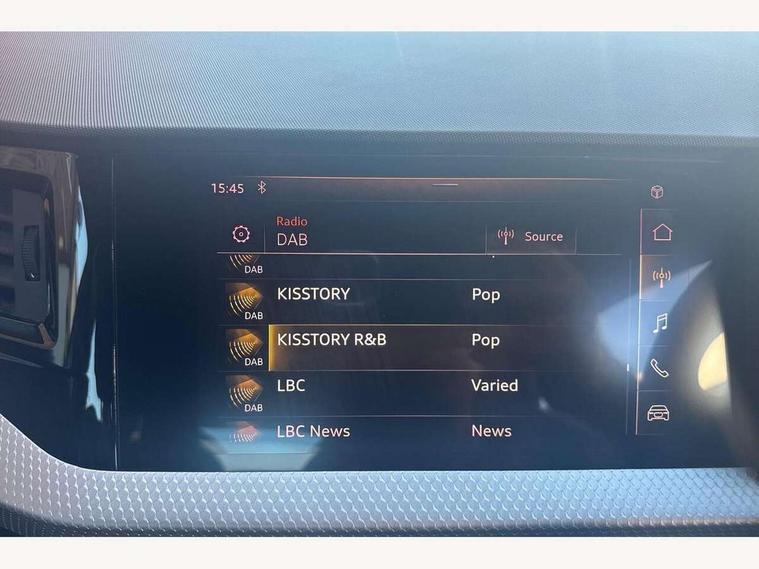 15:45
Radio
DAB
Source
DAB
KISSTORY Pop
DAB
KISSTORY R&B Pop
DAB
LBC Varied
DAB
LBC News News